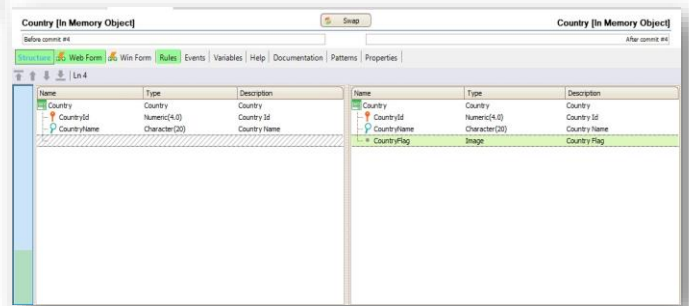 Country [In Memory Object] Swap Country [In Memory Object]
Before commit #4 After commit #4
Structure Web Form Win Form Rules Events Variables Help Documentation Patterns Properties
Ln 4
Name Type Description Name Type Description
Country Country Country Country Country Country
CountryId Numeric(4.0) Country Id CountryId Numeric(4.0) Country Id
CountryName Character(20) Country Name CountryName Character(20) Country Name
CountryFlag Image Country Flag